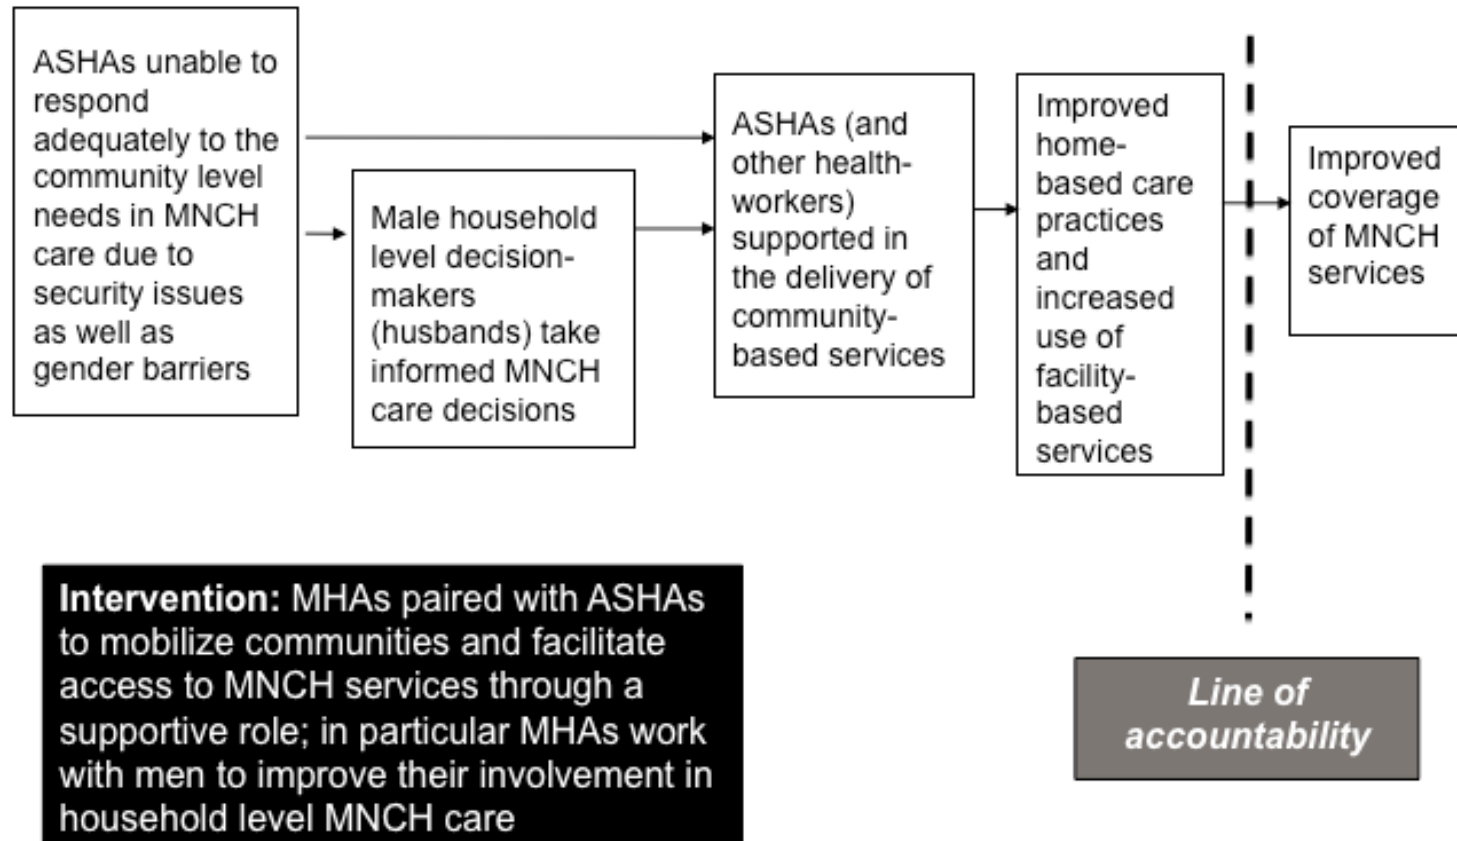 ASHAs unable to
respond
adequately to the
community level
needs in MNCH
care due to
security issues
as well as
gender barriers
Male household
level decision-
makers
(husbands) take
informed MNCH
care decisions
ASHAs (and
other health-
workers)
supported in
the delivery of
community-
based services
Improved
home-
based care
practices
and
increased
use of
facility-
based
services
Improved
coverage
of MNCH
services
Intervention: MHAs paired with ASHAs
to mobilize communities and facilitate
access to MNCH services through a
supportive role; in particular MHAs work
with men to improve their involvement in
household level MNCH care
Line of
accountability